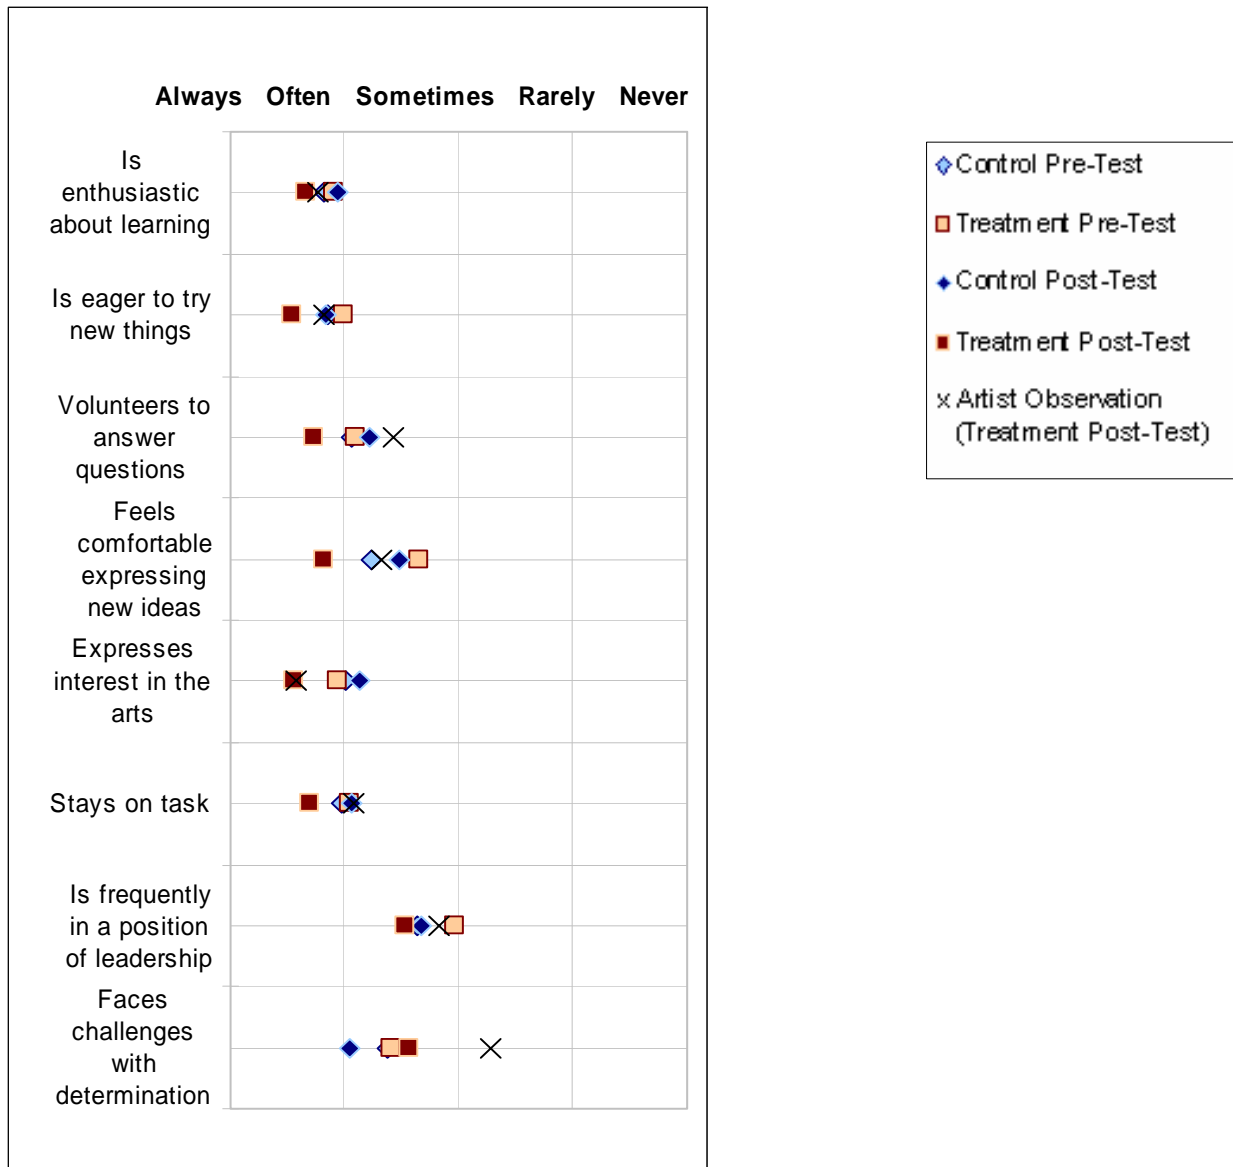 Always Often Sometimes Rarely Never
Is
enthusiastic
about learning
Is eager to try
new things
Volunteers to
answer
questions
Feels
comfortable
expressing
new ideas
Expresses
interest in the
arts
Stays on task
Is frequently
in a position
of leadership
Faces
challenges
with
determination
Control Pre-Test
Treatment Pre-Test
Control Post-Test
Treatment Post-Test
Artist Observation
(Treatment Post-Test)